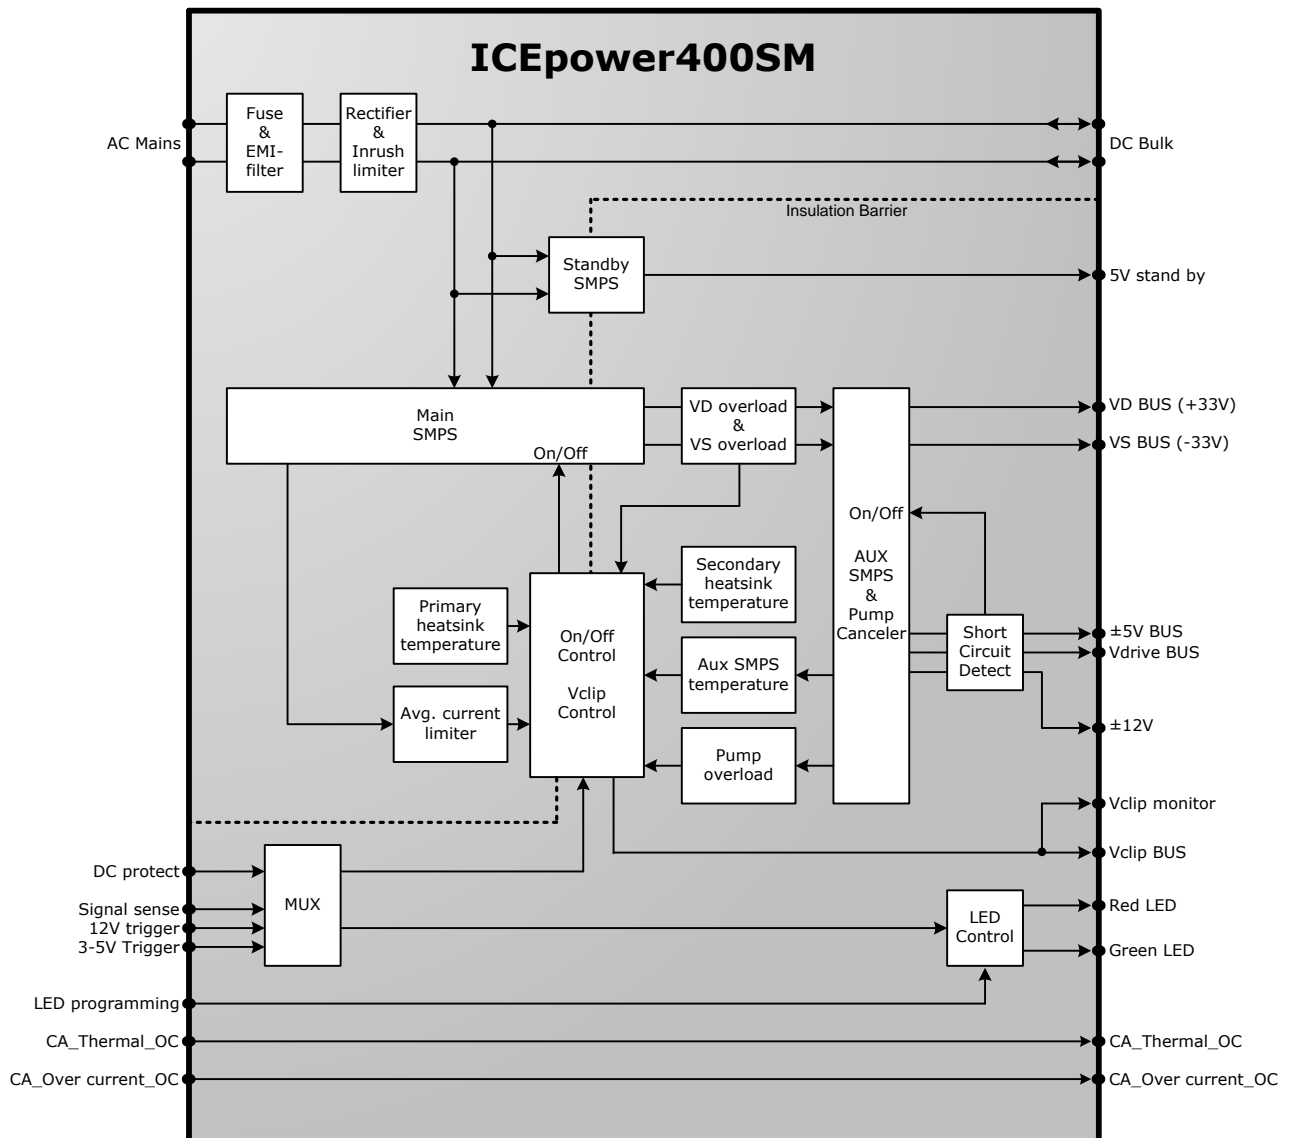 ICEpower400SM
Fuse
&
EMI-
filter
Rectifier
&
Inrush
limiter
AC Mains
DC Bulk
Insulation Barrier
Standby
SMPS
5V stand by
Main
SMPS
On/Off
VD overload
&
VS overload
VD BUS (+33V)
VS BUS (-33V)
On/Off
AUX
SMPS
&
Pump
Canceler
Secondary
heatsink
temperature
Primary
heatsink
temperature
On/Off
Control
Vclip
Control
Aux SMPS
temperature
Short
Circuit
Detect
±5V BUS
Vdrive BUS
±12V
Avg. current
limiter
Pump
overload
Vclip monitor
Vclip BUS
DC protect
Signal sense
12V trigger
3-5V Trigger
MUX
LED
Control
Red LED
Green LED
LED programming
CA_Thermal_OC
CA_Thermal_OC
CA_Over current_OC
CA_Over current_OC